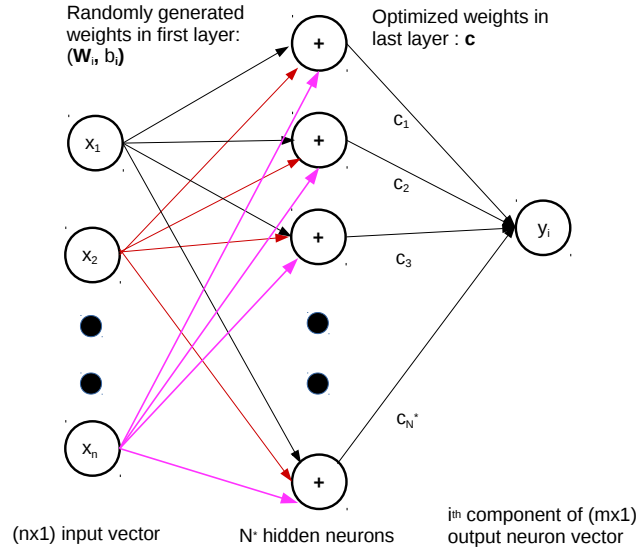 Randomly generated
weights in first layer:
(Wᵢ, bᵢ)
Optimized weights in
last layer : c
+
x₁
+
x₂
+
xₙ
+
c₁
c₂
c₃
c_N*
yᵢ
(nx1) input vector
N* hidden neurons
iᵗʰ component of (mx1)
output neuron vector